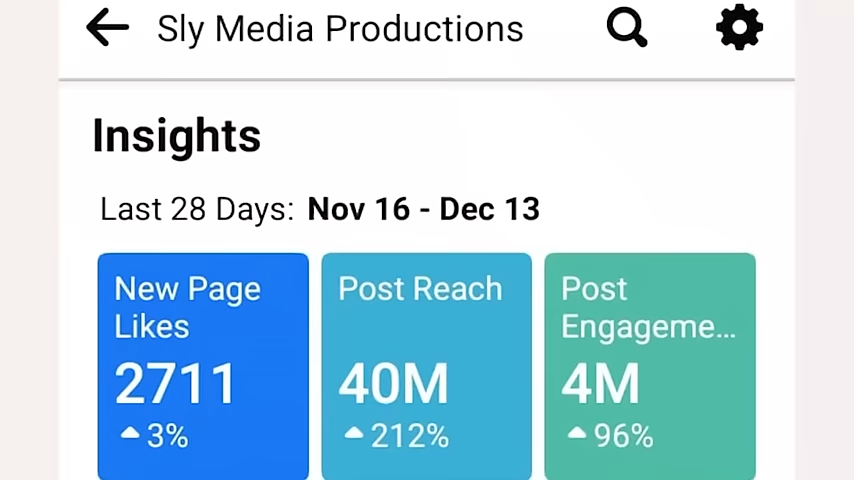 Sly Media Productions
Insights
Last 28 Days: Nov 16 - Dec 13
New Page
Likes
2711
3%
Post Reach
40M
212%
Post
Engageme...
4M
96%